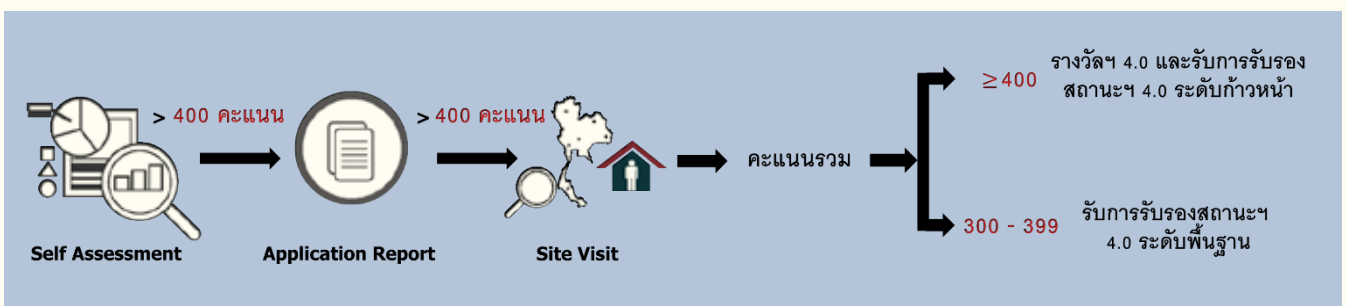 > 400 คะแนน
> 400 คะแนน
Self Assessment
Application Report
Site Visit
คะแนนรวม
≥400
รางวัลฯ 4.0 และรับการรับรอง
สถานะฯ 4.0 ระดับก้าวหน้า
300 - 399
รับการรับรองสถานะฯ
4.0 ระดับพื้นฐาน